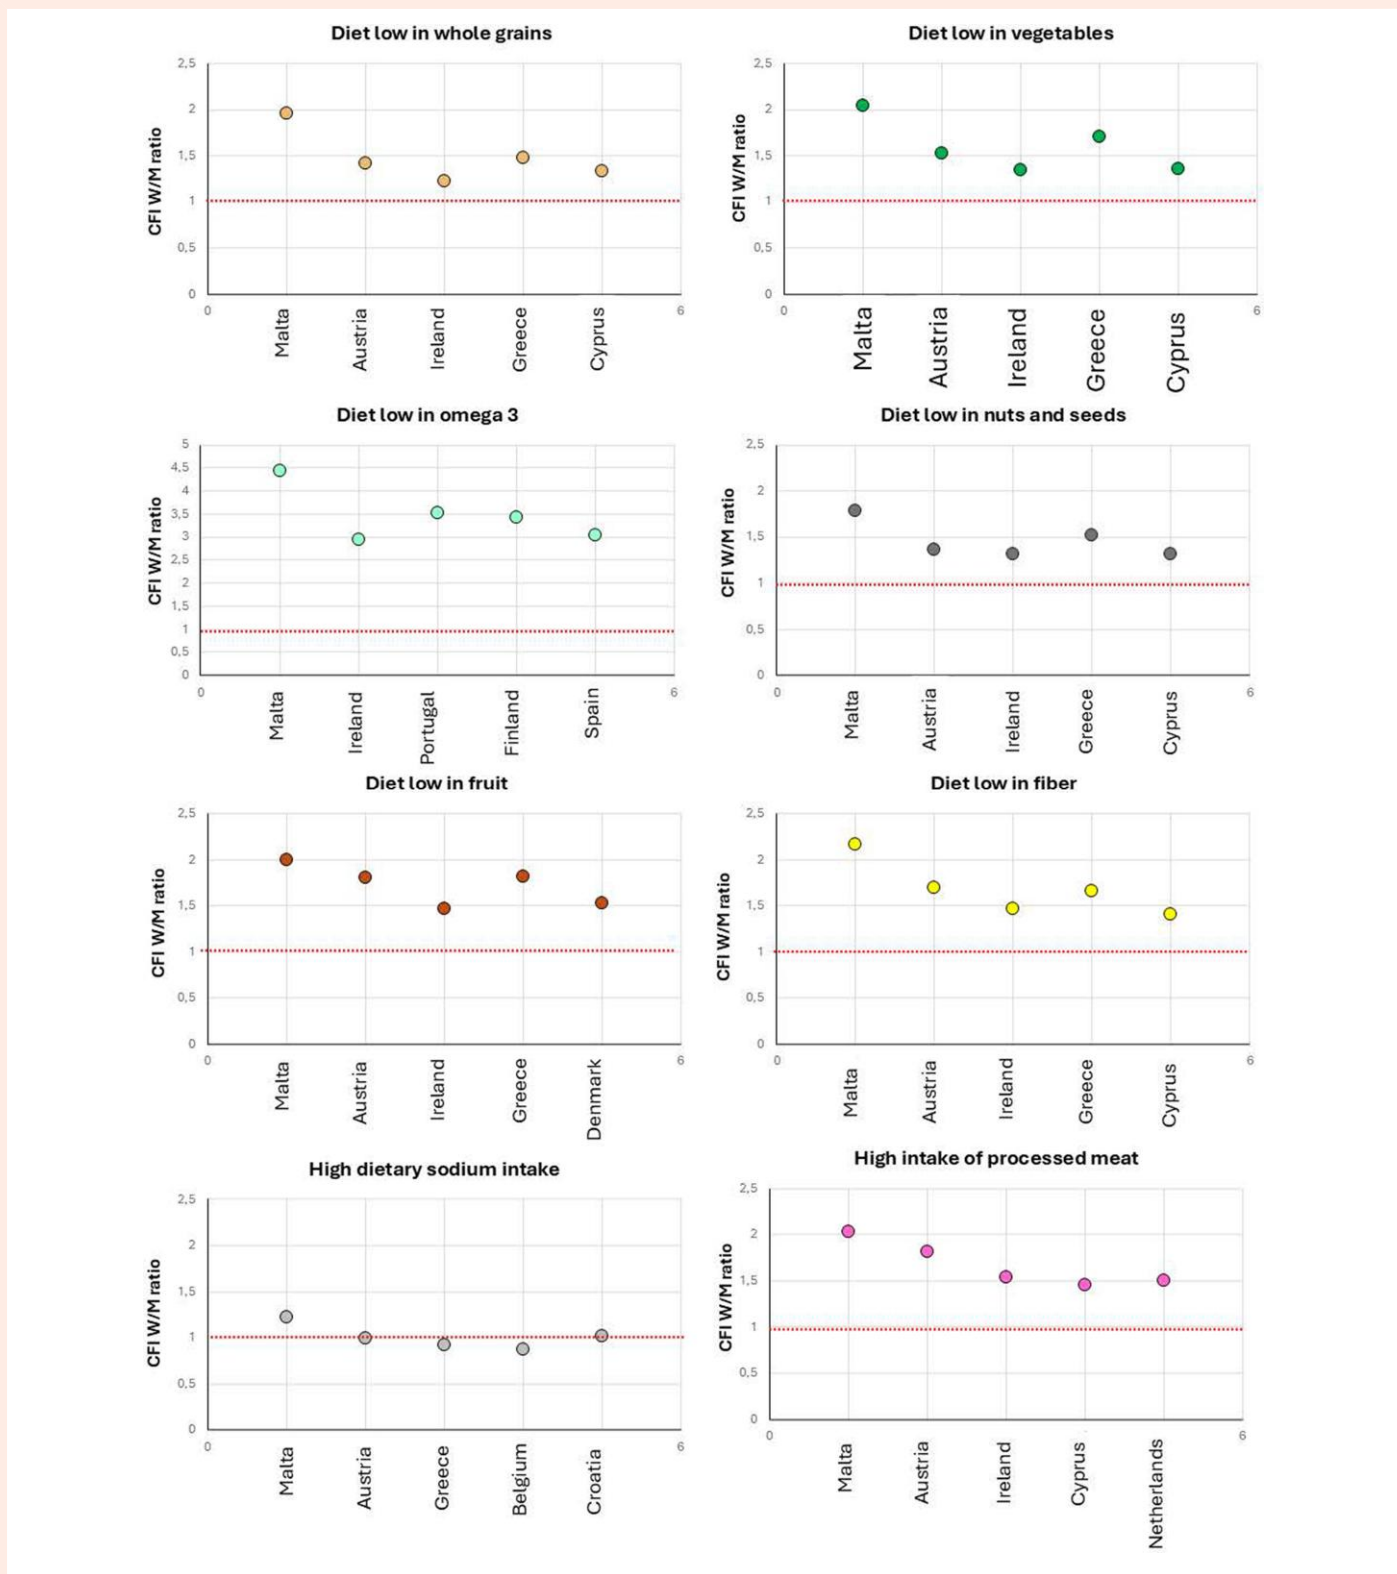 Diet low in whole grains
CFI W/M ratio
2,5
2
1,5
1
0,5
0
0
6
Malta
Austria
Ireland
Greece
Cyprus
Diet low in vegetables
CFI W/M ratio
2,5
2
1,5
1
0,5
0
0
6
Malta
Austria
Ireland
Greece
Cyprus
Diet low in omega 3
CFI W/M ratio
5
4,5
4
3,5
3
2,5
2
1,5
1
0,5
0
0
6
Malta
Ireland
Portugal
Finland
Spain
Diet low in nuts and seeds
CFI W/M ratio
2,5
2
1,5
1
0,5
0
0
6
Malta
Austria
Ireland
Greece
Cyprus
Diet low in fruit
CFI W/M ratio
2,5
2
1,5
1
0,5
0
0
6
Malta
Austria
Ireland
Greece
Denmark
Diet low in fiber
CFI W/M ratio
2,5
2
1,5
1
0,5
0
0
6
Malta
Austria
Ireland
Greece
Cyprus
High dietary sodium intake
CFI W/M ratio
2,5
2
1,5
1
0,5
0
0
6
Malta
Austria
Greece
Belgium
Croatia
High intake of processed meat
CFI W/M ratio
2,5
2
1,5
1
0,5
0
0
6
Malta
Austria
Ireland
Cyprus
Netherlands